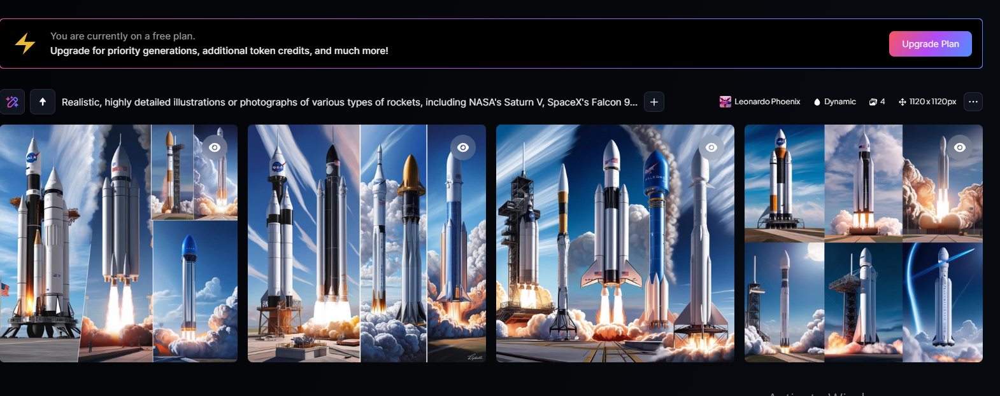 You are currently on a free plan.
Upgrade for priority generations, additional token credits, and much more!
Upgrade Plan
Realistic, highly detailed illustrations or photographs of various types of rockets, including NASA's Saturn V, SpaceX's Falcon 9...
Leonardo Phoenix
Dynamic
4
1120 x 1120px